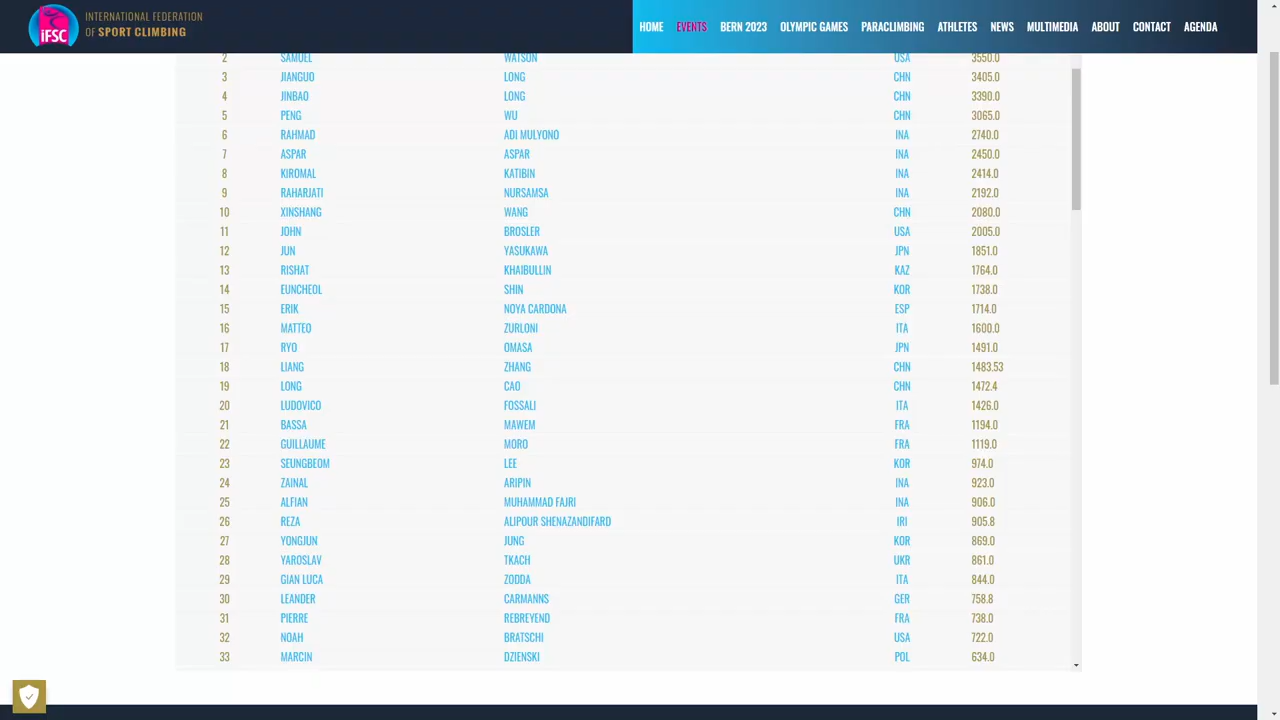 INTERNATIONAL FEDERATION
OF SPORT CLIMBING
IFSC
HOME EVENTS BERN 2023 OLYMPIC GAMES PARACLIMBING ATHLETES NEWS MULTIMEDIA ABOUT CONTACT AGENDA
2 SAMUEL WATSON USA 3550.0
3 JIANGUO LONG CHN 3405.0
4 JINBAO LONG CHN 3390.0
5 PENG WU CHN 3065.0
6 RAHMAD ADI MULYONO INA 2740.0
7 ASPAR ASPAR INA 2450.0
8 KIROMAL KATIBIN INA 2414.0
9 RAHARJATI NURSAMSA INA 2192.0
10 XINSHANG WANG CHN 2080.0
11 JOHN BROSLER USA 2005.0
12 JUN YASUKAWA JPN 1851.0
13 RISHAT KHAIBULLIN KAZ 1764.0
14 EUNCHEOL SHIN KOR 1738.0
15 ERIK NOYA CARDONA ESP 1714.0
16 MATTEO ZURLONI ITA 1600.0
17 RYO OMASA JPN 1491.0
18 LIANG ZHANG CHN 1483.53
19 LONG CAO CHN 1472.4
20 LUDOVICO FOSSALI ITA 1426.0
21 BASSA MAWEM FRA 1194.0
22 GUILLAUME MORO FRA 1119.0
23 SEUNGBEOM LEE KOR 974.0
24 ZAINAL ARIPIN INA 923.0
25 ALFIAN MUHAMMAD FAJRI INA 906.0
26 REZA ALIPOUR SHENAZANDIFARD IRI 905.8
27 YONGJUN JUNG KOR 869.0
28 YAROSLAV TKACH UKR 861.0
29 GIAN LUCA ZODDA ITA 844.0
30 LEANDER CARMANNS GER 758.8
31 PIERRE REBREYEND FRA 738.0
32 NOAH BRATSCHI USA 722.0
33 MARCIN DZIENSKI POL 634.0